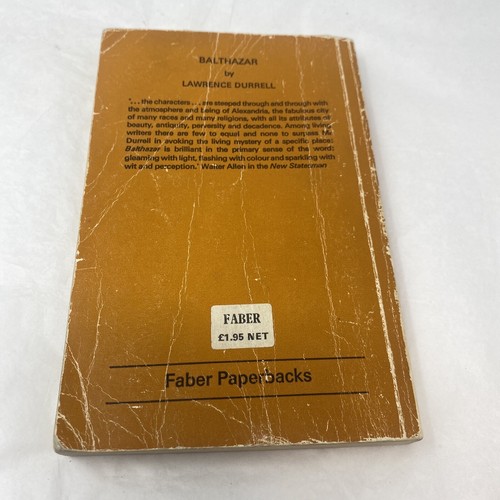 BALTHAZAR
by
LAWRENCE DURRELL
'. . . the characters . . . are steeped through and through with
the atmosphere and being of Alexandria, the fabulous city
of many races and many religions, with all its attributes of
beauty, antiquity, perversity and decadence. Among living
writers there are few to equal and none to surpass Mr
Durrell in evoking the living mystery of a specific place:
Balthazar is brilliant in the primary sense of the word:
gleaming with light, flashing with colour and sparkling with
wit and perception.' Walter Allen in the New Statesman
FABER
£1.95 NET
Faber Paperbacks